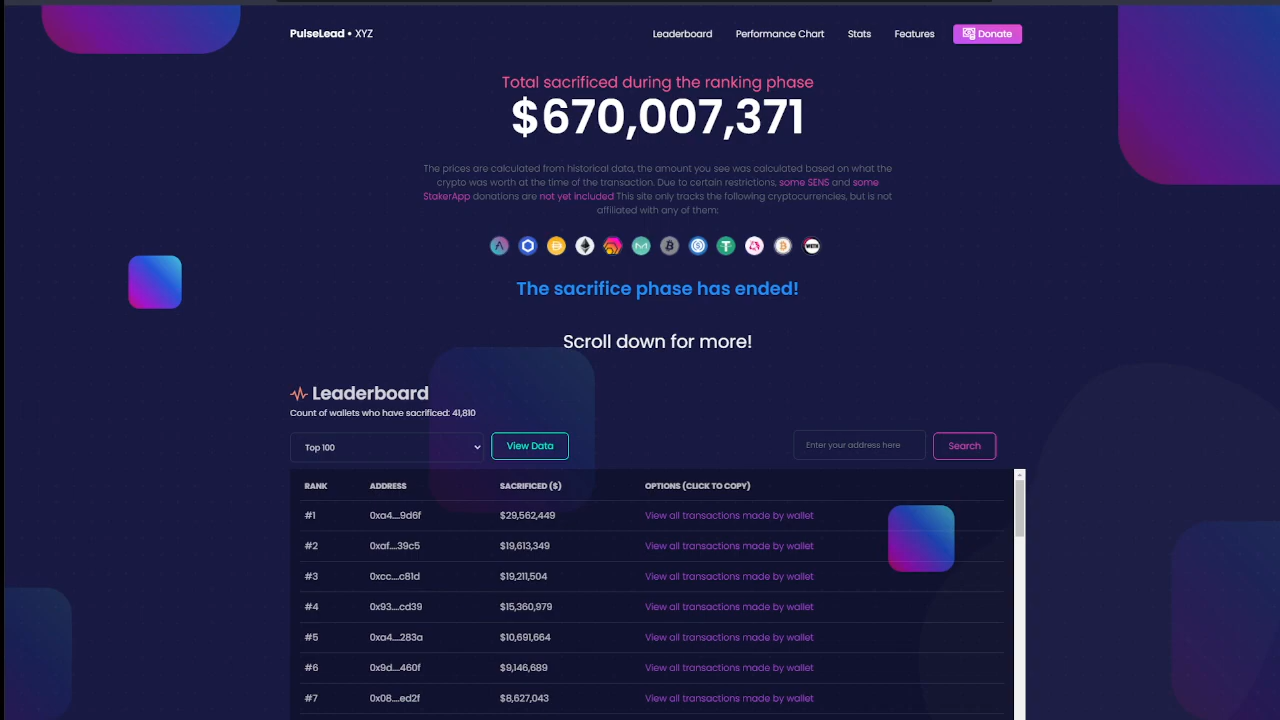 PulseLead • XYZ
Leaderboard Performance Chart Stats Features Donate
Total sacrificed during the ranking phase
$670,007,371
The prices are calculated from historical data, the amount you see was calculated based on what the
crypto was worth at the time of the transaction. Due to certain restrictions, some SENS and some
StakerApp donations are not yet included This site only tracks the following cryptocurrencies, but is not
affiliated with any of them:
The sacrifice phase has ended!
Scroll down for more!
Leaderboard
Count of wallets who have sacrificed: 41,810
Top 100 View Data Enter your address here Search
RANK ADDRESS SACRIFICED ($) OPTIONS (CLICK TO COPY)
#1 0xa4....9d6f $29,562,449 View all transactions made by wallet
#2 0xaf....39c5 $19,613,349 View all transactions made by wallet
#3 0xcc....c81d $19,211,504 View all transactions made by wallet
#4 0x93....cd39 $15,360,979 View all transactions made by wallet
#5 0xa4....283a $10,691,664 View all transactions made by wallet
#6 0x9d....460f $9,146,689 View all transactions made by wallet
#7 0x08....ed2f $8,627,043 View all transactions made by wallet